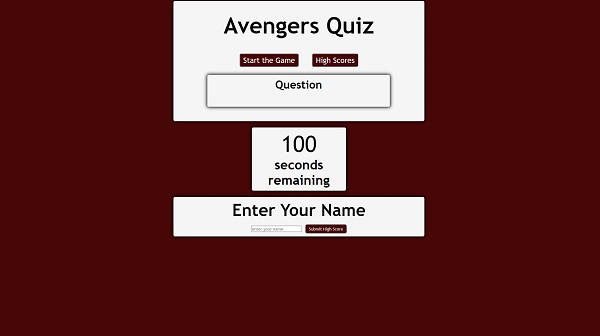 Avengers Quiz
Start the Game High Scores
Question
100
seconds
remaining
Enter Your Name
enter your name Submit High Score